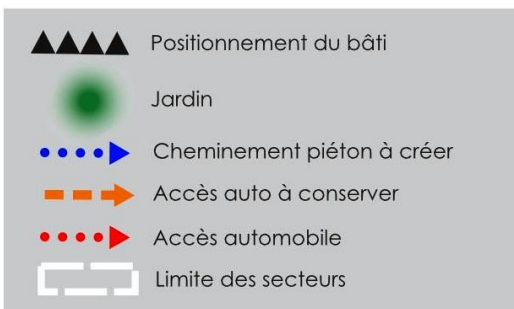 Positionnement du bâti
Jardin
Cheminement piéton à créer
Accès auto à conserver
Accès automobile
Limite des secteurs